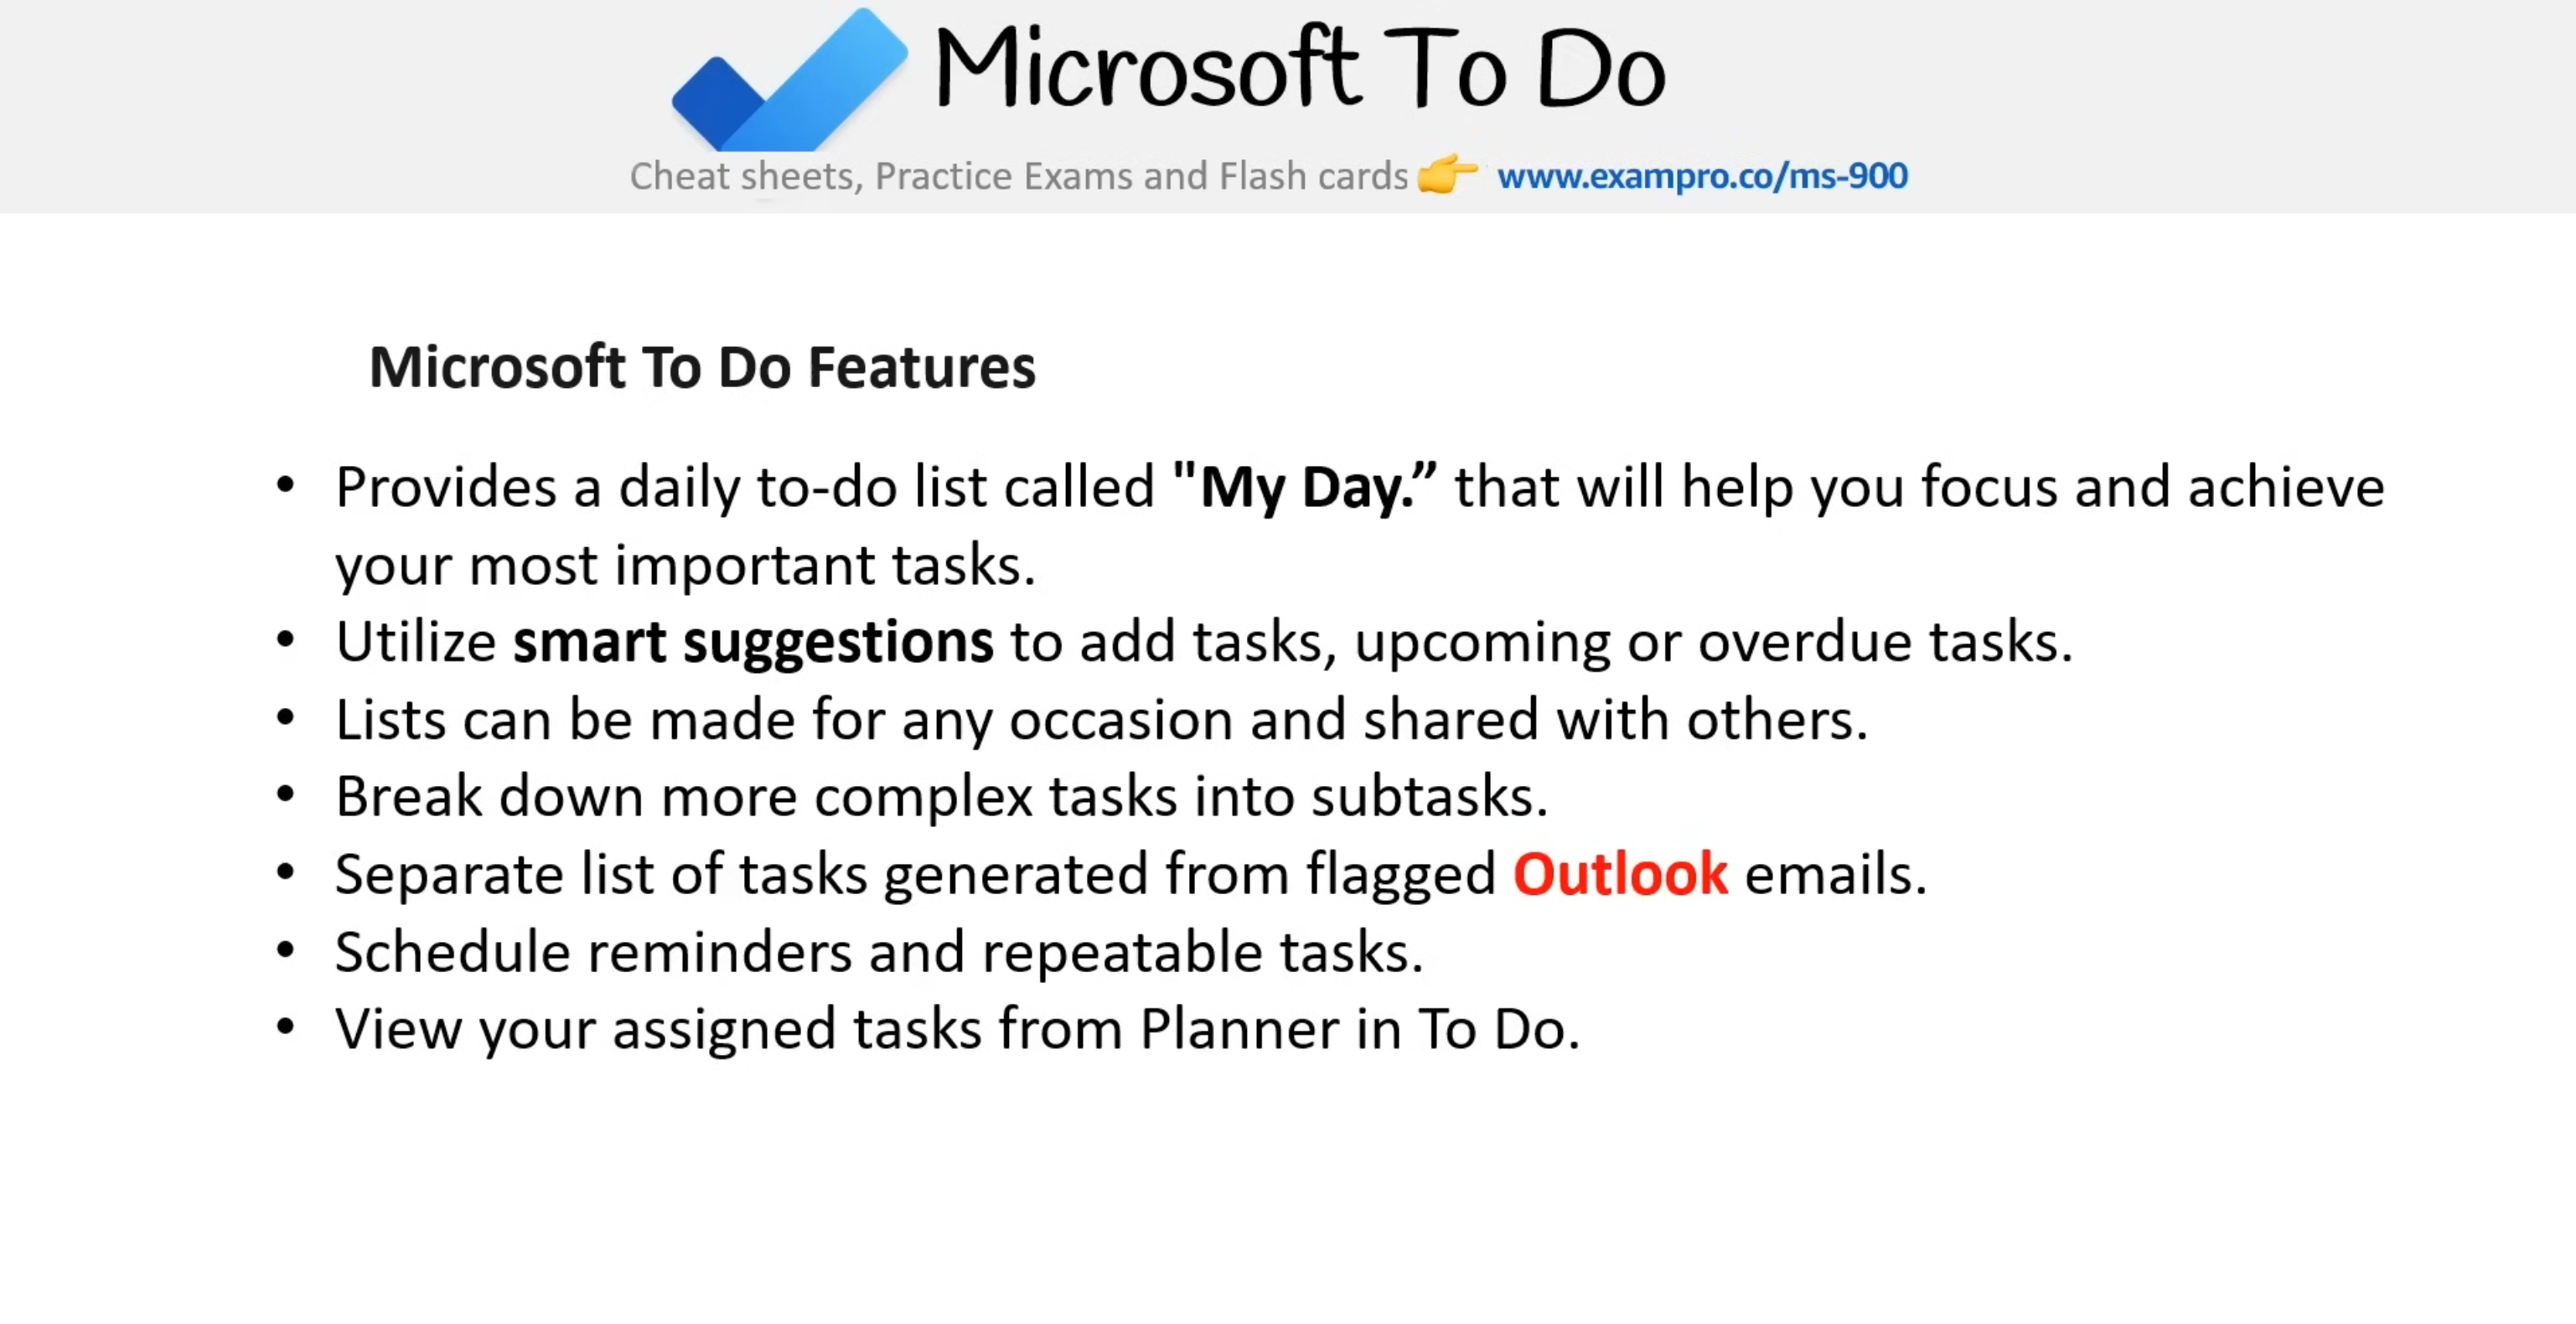 Microsoft To Do
Cheat sheets, Practice Exams and Flash cards 👉 www.exampro.co/ms-900
Microsoft To Do Features
• Provides a daily to-do list called "My Day.” that will help you focus and achieve
your most important tasks.
• Utilize smart suggestions to add tasks, upcoming or overdue tasks.
• Lists can be made for any occasion and shared with others.
• Break down more complex tasks into subtasks.
• Separate list of tasks generated from flagged Outlook emails.
• Schedule reminders and repeatable tasks.
• View your assigned tasks from Planner in To Do.